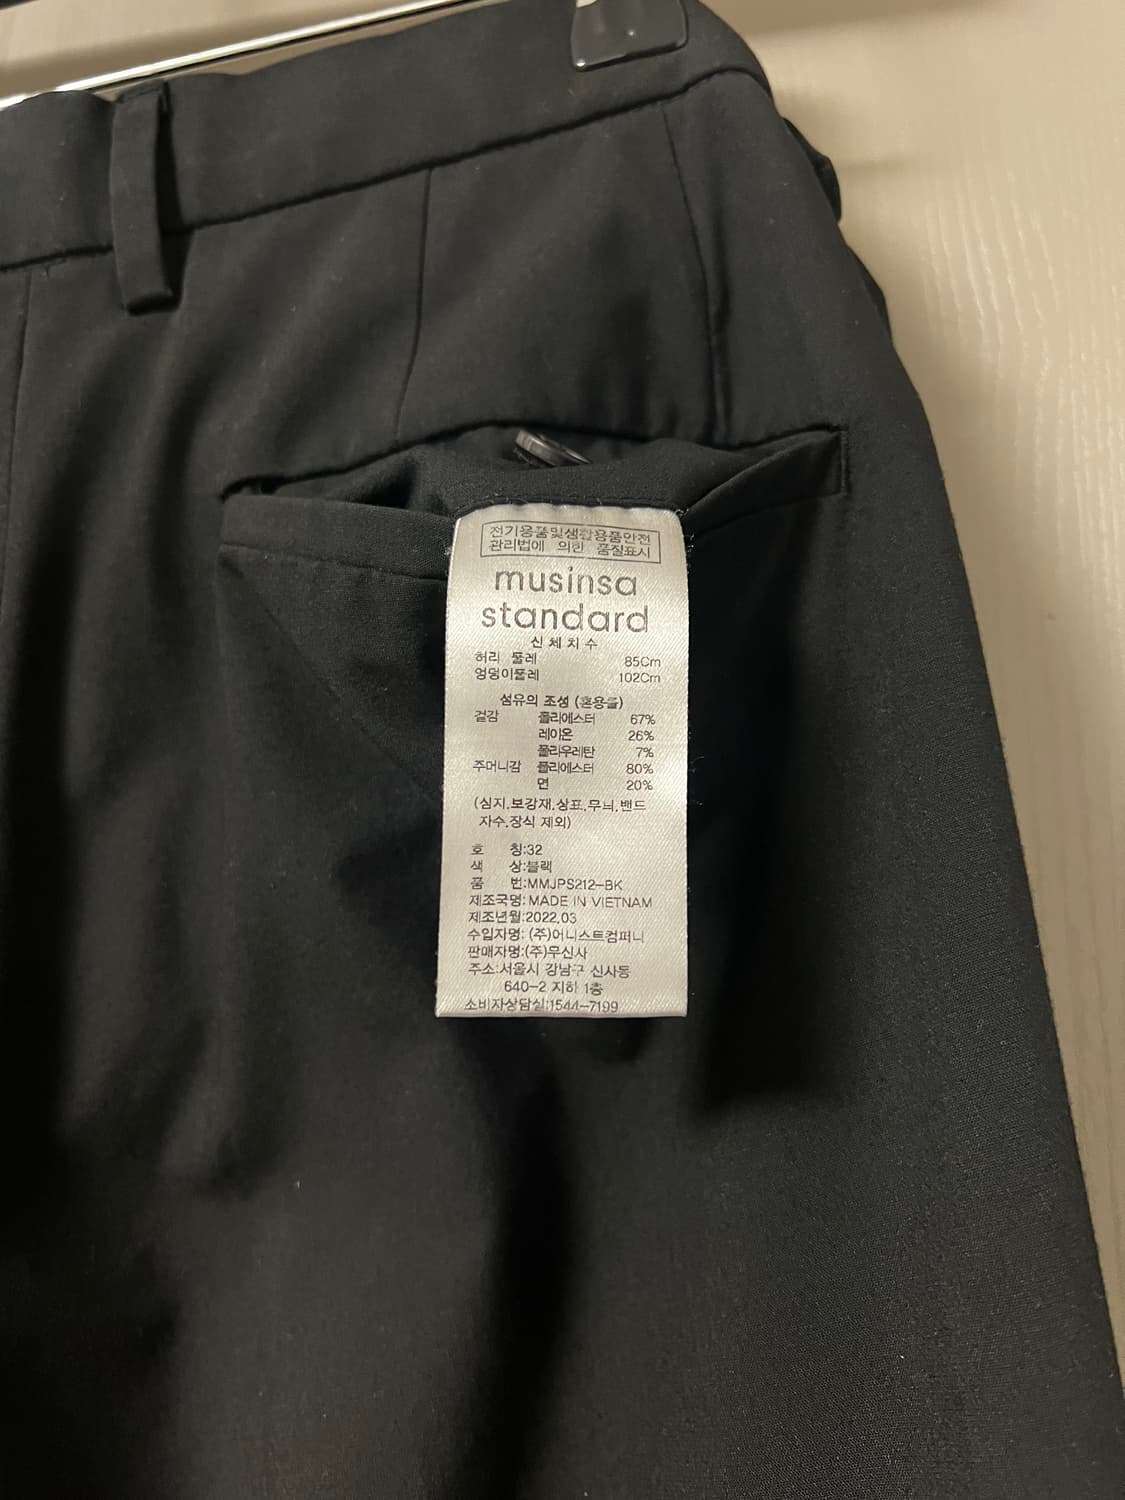 전기용품및생활용품안전
관리법에 의한 품질표시
musinsa
standard
신체치수
허리 둘레 85Cm
엉덩이둘레 102Cm
섬유의 조성 (혼용률)
겉감 폴리에스터 67%
레이온 26%
폴리우레탄 7%
주머니감 폴리에스터 80%
면 20%
(심지,보강재,상표,무늬,밴드
자수,장식 제외)
호 칭:32
색 상:블랙
품 번:MMJPS212-BK
제조국명: MADE IN VIETNAM
제조년월:2022.03
수입자명: (주)어니스트컴퍼니
판매자명:(주)무신사
주소:서울시 강남구 신사동
640-2 지하 1층
소비자상담실:1544-7199